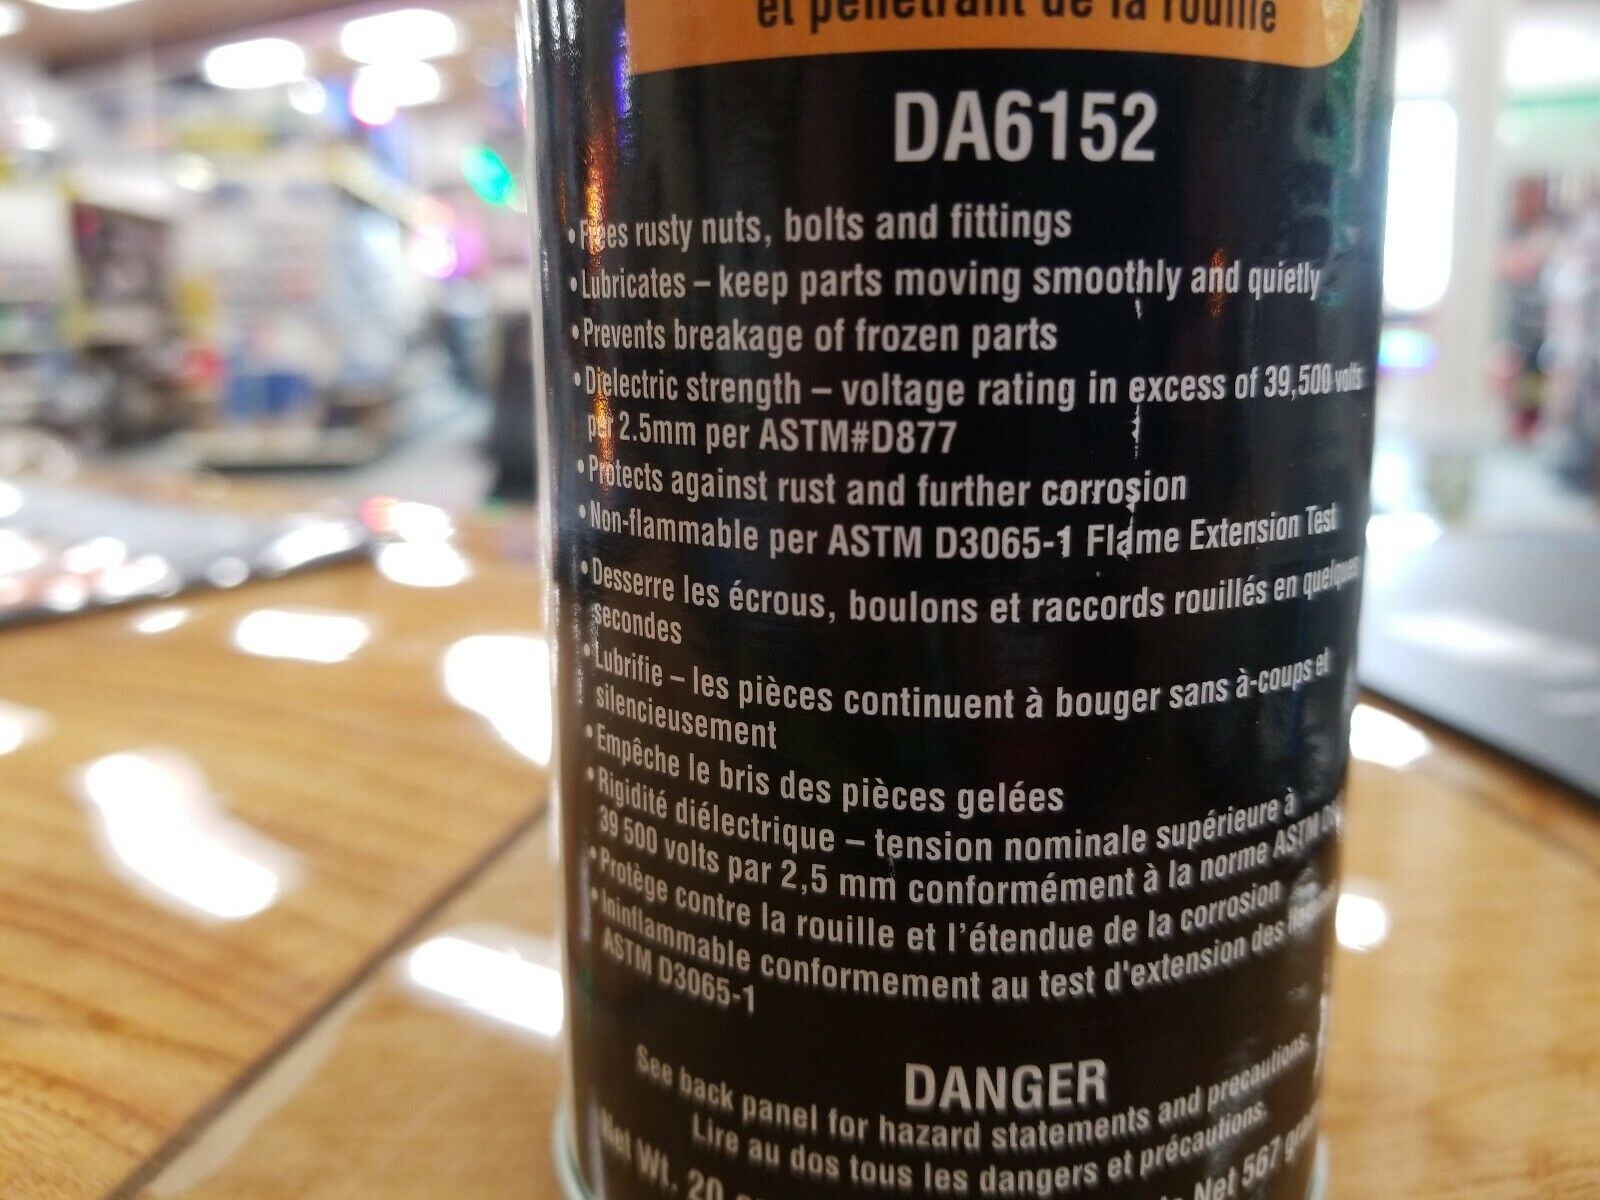 et pénétrant de la rouille
DA6152
• Frees rusty nuts, bolts and fittings
• Lubricates – keep parts moving smoothly and quietly
• Prevents breakage of frozen parts
• Dielectric strength – voltage rating in excess of 39,500 volts
per 2.5mm per ASTM#D877
• Protects against rust and further corrosion
• Non-flammable per ASTM D3065-1 Flame Extension Test
• Desserre les écrous, boulons et raccords rouillés en quelques
secondes
• Lubrifie – les pièces continuent à bouger sans à-coups et
silencieusement
• Empêche le bris des pièces gelées
• Rigidité diélectrique – tension nominale supérieure à
39 500 volts par 2,5 mm conformément à la norme ASTM
• Protège contre la rouille et l'étendue de la corrosion
• Ininflammable conformement au test d'extension des
ASTM D3065-1
DANGER
See back panel for hazard statements and precautions.
Lire au dos tous les dangers et précautions.
Net Wt. 20 Net 567